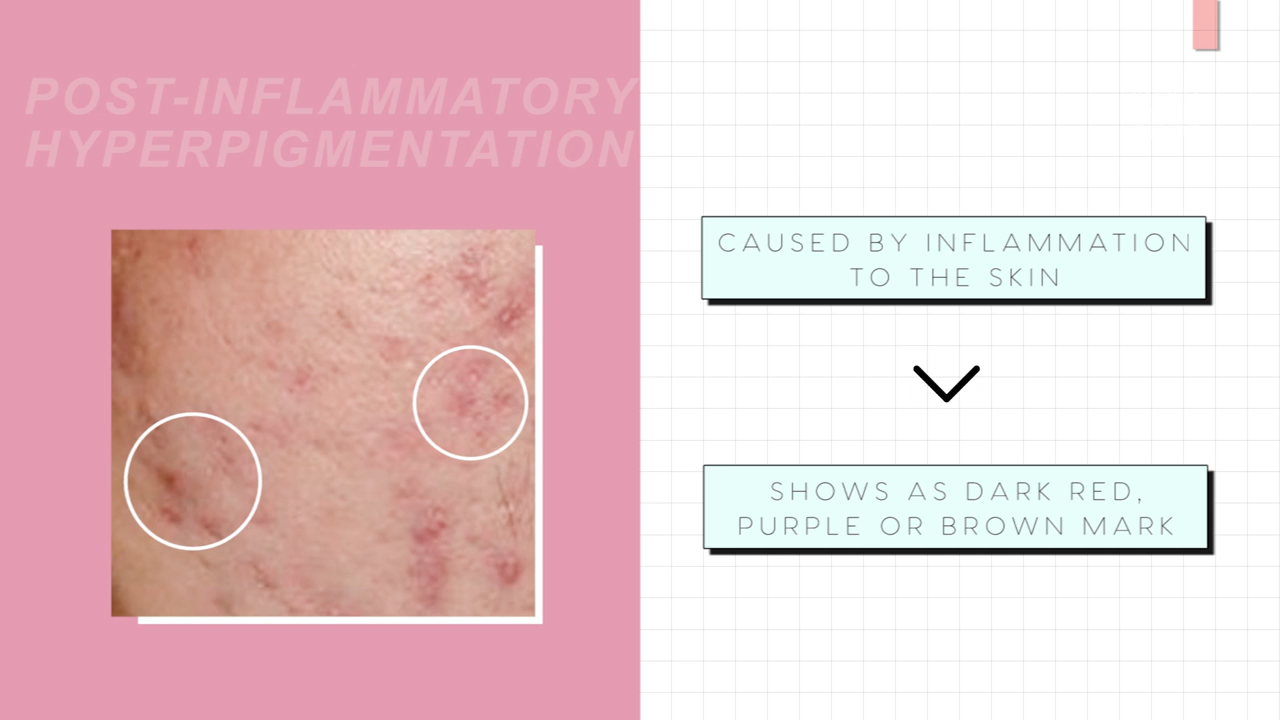 POST-INFLAMMATORY
HYPERPIGMENTATION
CAUSED BY INFLAMMATION
TO THE SKIN
SHOWS AS DARK RED,
PURPLE OR BROWN MARK